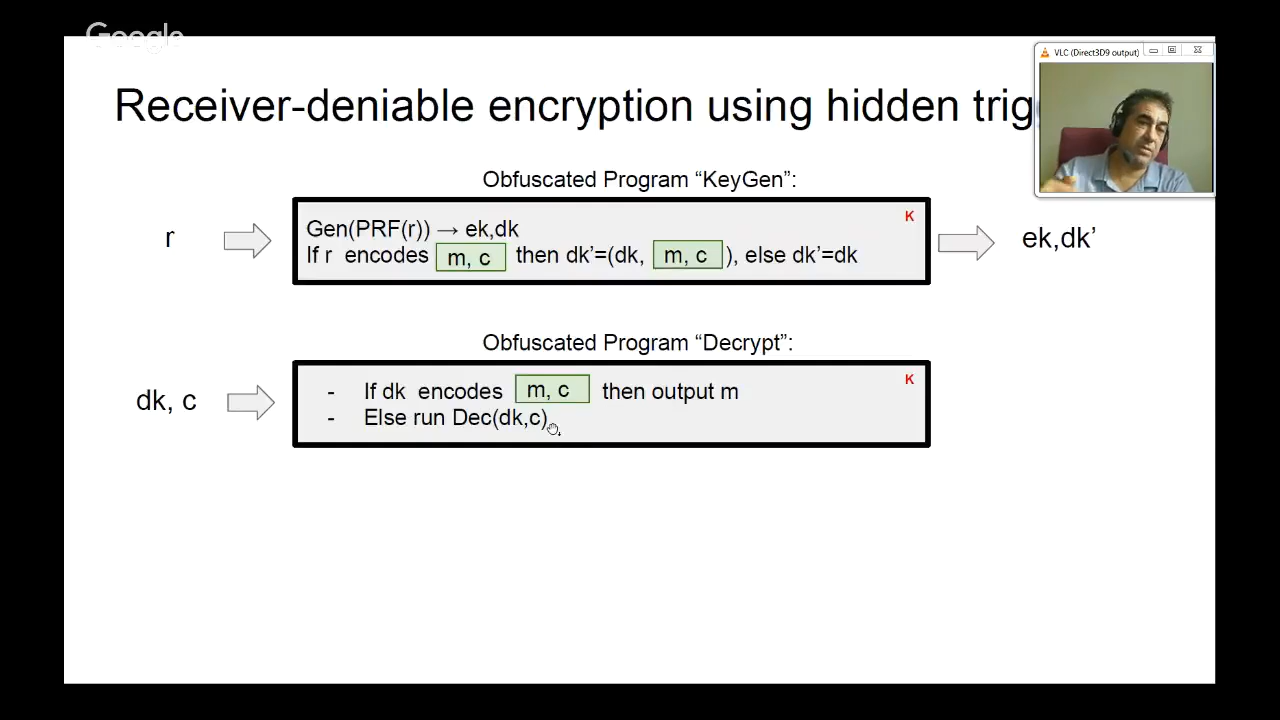 Google
VLC (Direct3D9 output)
Receiver-deniable encryption using hidden
Obfuscated Program “KeyGen”:
K
r
Gen(PRF(r)) → ek,dk
If r encodes m, c then dk’=(dk, m, c ), else dk’=dk
ek,dk’
Obfuscated Program “Decrypt”:
K
dk, c
- If dk encodes m, c then output m
- Else run Dec(dk,c)